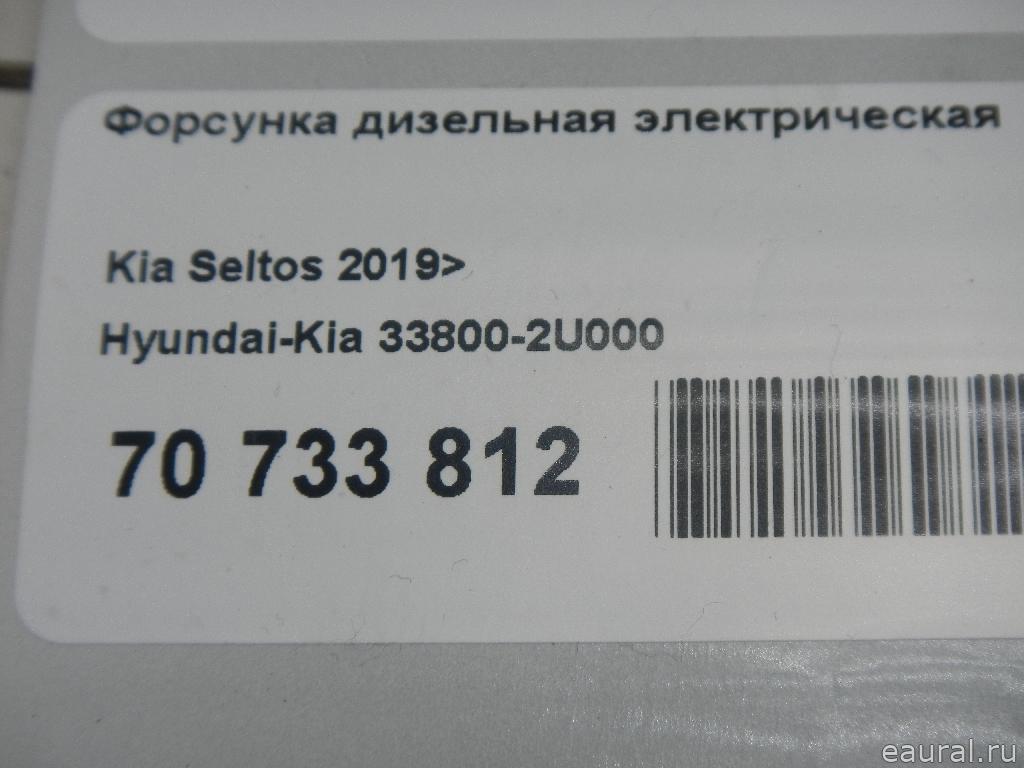 Форсунка дизельная электрическая
Kia Seltos 2019>
Hyundai-Kia 33800-2U000
70 733 812
eaural.ru